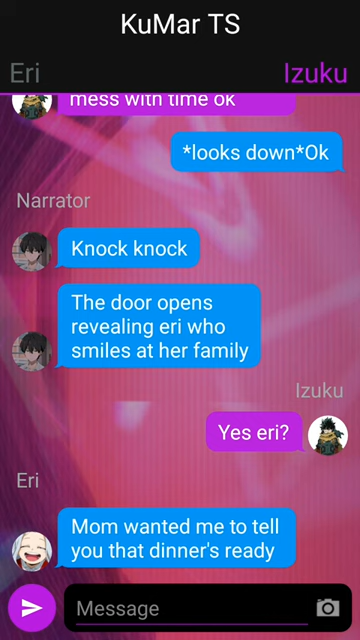 KuMar TS
Eri
Izuku
mess with time ok
*looks down*Ok
Narrator
Knock knock
The door opens
revealing eri who
smiles at her family
Izuku
Yes eri?
Eri
Mom wanted me to tell
you that dinner's ready
Message